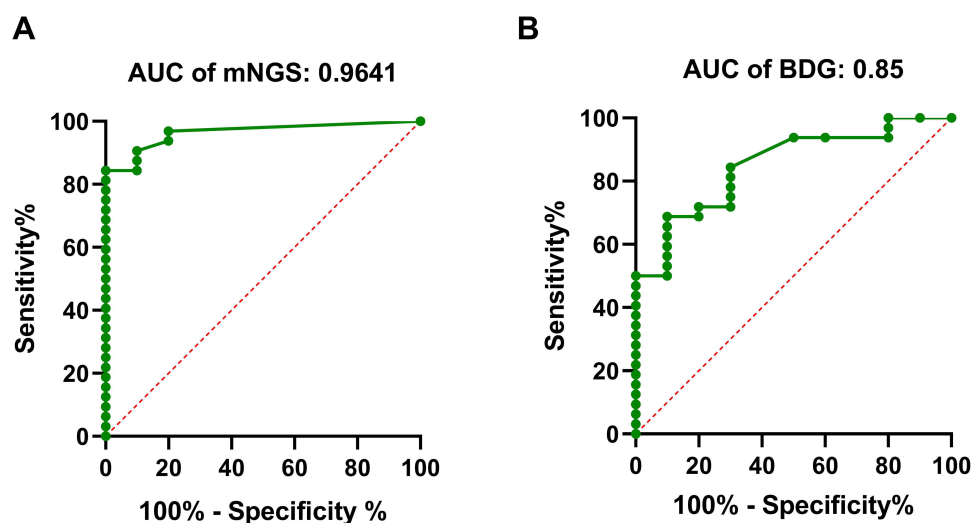 A
AUC of mNGS: 0.9641
100
80
60
40
20
0
Sensitivity%
0 20 40 60 80 100
100% - Specificity %
B
AUC of BDG: 0.85
100
80
60
40
20
0
Sensitivity%
0 20 40 60 80 100
100% - Specificity%